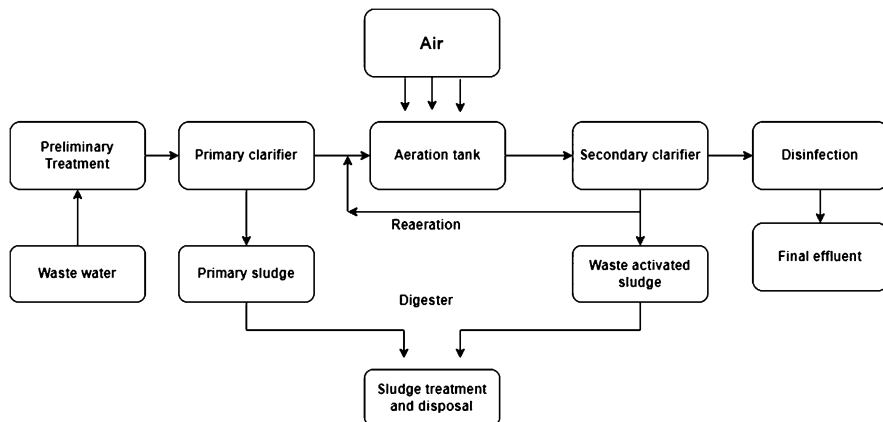 Air
Preliminary
Treatment
Primary clarifier
Aeration tank
Secondary clarifier
Disinfection
Reaeration
Waste water
Primary sludge
Waste activated
sludge
Final effluent
Digester
Sludge treatment
and disposal